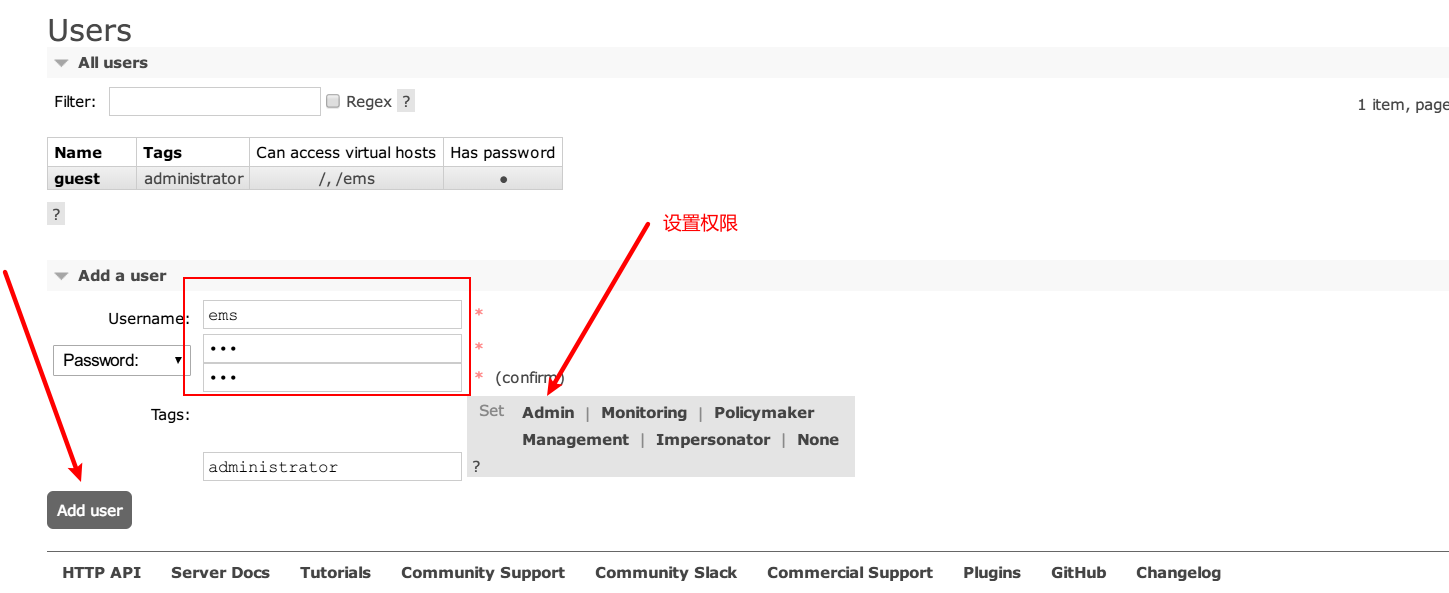 Users
All users
Filter: Regex ?
1 item, page
Name Tags Can access virtual hosts Has password
guest administrator /, /ems ●
?
设置权限
Add a user
Username: ems *
Password: ••• *
••• * (confirm)
Tags: Set Admin | Monitoring | Policymaker
Management | Impersonator | None
administrator ?
Add user
HTTP API Server Docs Tutorials Community Support Community Slack Commercial Support Plugins GitHub Changelog